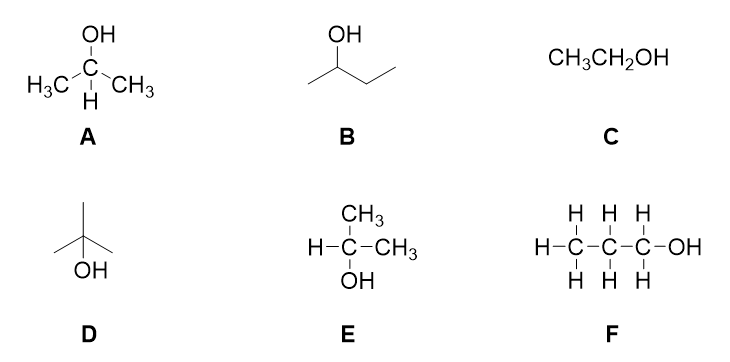 OH
C
H₃C CH₃
H
A
OH
B
CH₃CH₂OH
C
OH
D
CH₃
H–C–CH₃
OH
E
H H H
H–C–C–C–OH
H H H
F